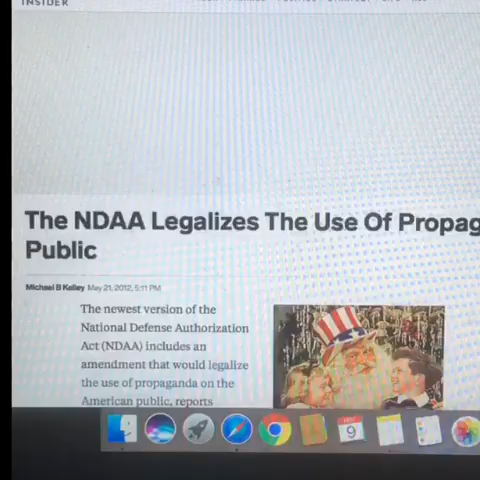 INSIDER
The NDAA Legalizes The Use Of Propag
Public
Michael B Kelley May 21, 2012, 5:11 PM
The newest version of the
National Defense Authorization
Act (NDAA) includes an
amendment that would legalize
the use of propaganda on the
American public, reports
9